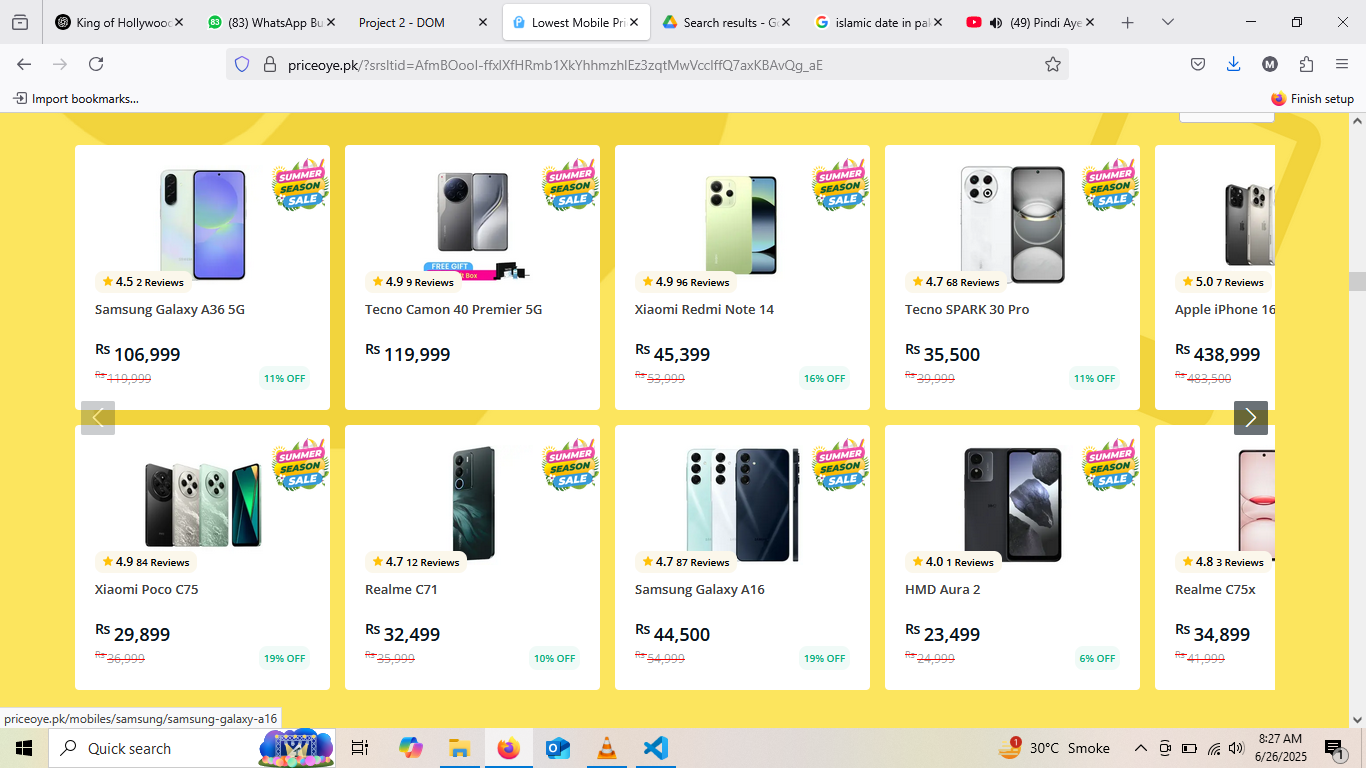 King of Hollywood
(83) WhatsApp Bu
Project 2 - DOM
Lowest Mobile Pri
Search results - Go
islamic date in pak
(49) Pindi Aye
priceoye.pk/?srsltid=AfmBOooI-ffxlXfHRmb1XkYhhmzhlEz3zqtMwVcclffQ7axKBAvQg_aE
M
Import bookmarks...
Finish setup
SUMMER SEASON SALE
SUMMER SEASON SALE
SUMMER SEASON SALE
SUMMER SEASON SALE
FREE GIFT
Box
4.5 2 Reviews
4.9 9 Reviews
4.9 96 Reviews
4.7 68 Reviews
5.0 7 Reviews
Samsung Galaxy A36 5G
Tecno Camon 40 Premier 5G
Xiaomi Redmi Note 14
Tecno SPARK 30 Pro
Apple iPhone 16
Rs 106,999
Rs 119,999
Rs 45,399
Rs 35,500
Rs 438,999
Rs 119,999
11% OFF
Rs 53,999
16% OFF
Rs 39,999
11% OFF
Rs 483,500
SUMMER SEASON SALE
SUMMER SEASON SALE
SUMMER SEASON SALE
SUMMER SEASON SALE
4.9 84 Reviews
4.7 12 Reviews
4.7 87 Reviews
4.0 1 Reviews
4.8 3 Reviews
Xiaomi Poco C75
Realme C71
Samsung Galaxy A16
HMD Aura 2
Realme C75x
Rs 29,899
Rs 32,499
Rs 44,500
Rs 23,499
Rs 34,899
Rs 36,999
19% OFF
Rs 35,999
10% OFF
Rs 54,999
19% OFF
Rs 24,999
6% OFF
Rs 41,999
priceoye.pk/mobiles/samsung/samsung-galaxy-a16
Quick search
1
30°C Smoke
8:27 AM
6/26/2025
1